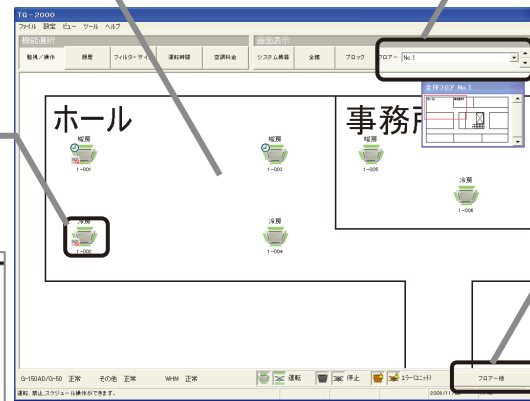 TG-2000
ファイル 設定 ビュー ツール ヘルプ
機能選択
画面表示
監視/操作 履歴 フィルターサイン 運転時間 空調料金 システム機器 全体 ブロック フロアー No.1
全体フロア No.1
ホール
事務所
暖房
1-001
暖房
1-003
暖房
1-005
冷房
1-006
冷房
1-002
冷房
1-004
G-150AD/G-50 正常 その他 正常 WHM 正常 運転 停止 エラー(ユニット) フロアー一括
運転、禁止、スケジュール操作ができます。